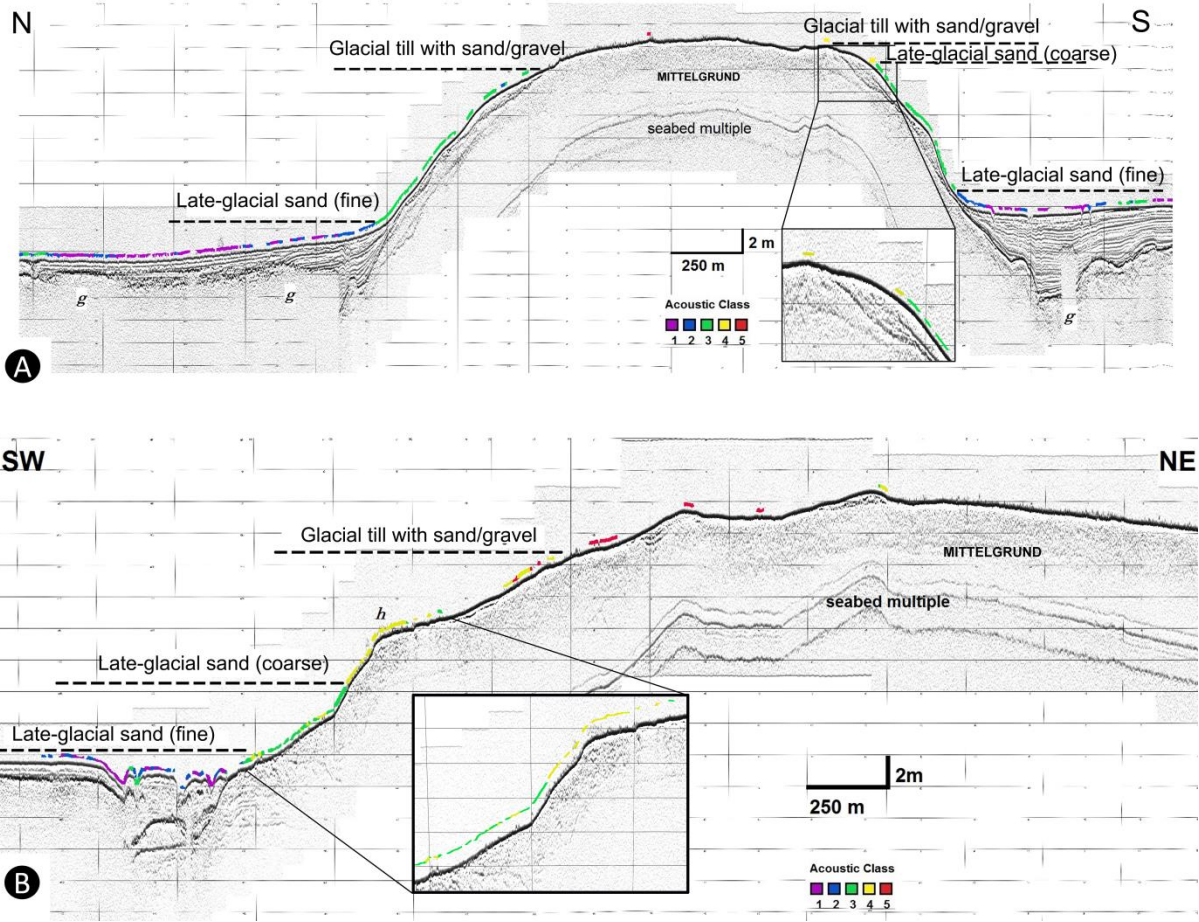 N
S
Glacial till with sand/gravel
Glacial till with sand/gravel
Late-glacial sand (coarse)
MITTELGRUND
seabed multiple
Late-glacial sand (fine)
Late-glacial sand (fine)
2 m
250 m
g
g
g
Acoustic Class
1 2 3 4 5
A
SW
NE
Glacial till with sand/gravel
MITTELGRUND
h
seabed multiple
Late-glacial sand (coarse)
Late-glacial sand (fine)
2m
250 m
Acoustic Class
1 2 3 4 5
B